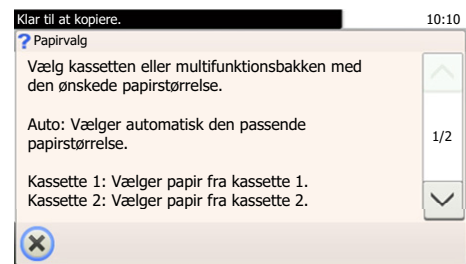 Klar til at kopiere.
10:10
? Papirvalg
Vælg kassetten eller multifunktionsbakken med
den ønskede papirstørrelse.
Auto: Vælger automatisk den passende
papirstørrelse.
1/2
Kassette 1: Vælger papir fra kassette 1.
Kassette 2: Vælger papir fra kassette 2.